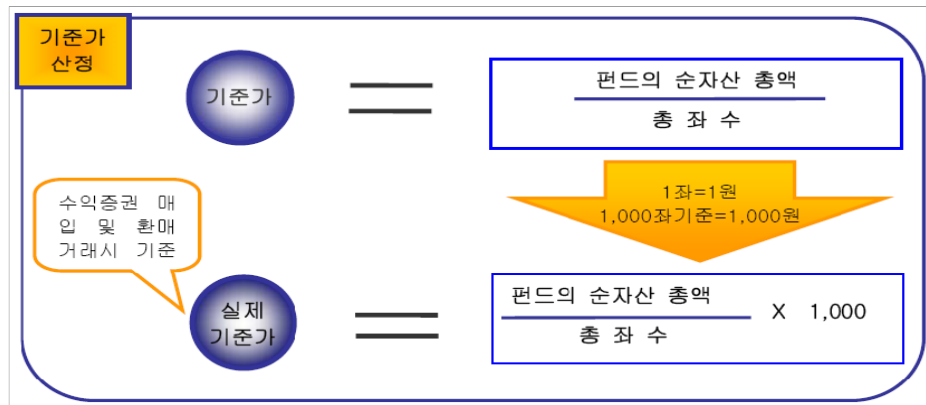 기준가
산정
기준가
펀드의 순자산 총액
총 좌 수
1좌=1원
1,000좌기준=1,000원
수익증권 매
입 및 환매
거래시 기준
실제
기준가
펀드의 순자산 총액
X 1,000
총 좌 수